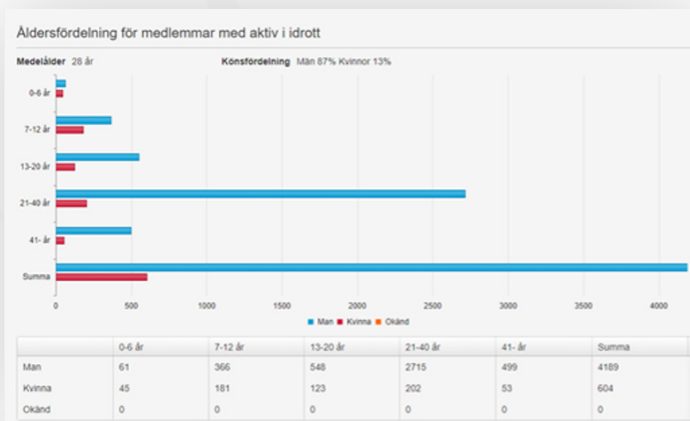 Åldersfördelning för medlemmar med aktiv i idrott
Medelålder 28 år Könsfördelning Män 87% Kvinnor 13%
0-6 år
7-12 år
13-20 år
21-40 år
41- år
Summa
0 500 1000 1500 2000 2500 3000 3500 4000
Man Kvinna Okänd
0-6 år 7-12 år 13-20 år 21-40 år 41- år Summa
Man 61 366 548 2715 499 4189
Kvinna 45 181 123 202 53 604
Okänd 0 0 0 0 0 0